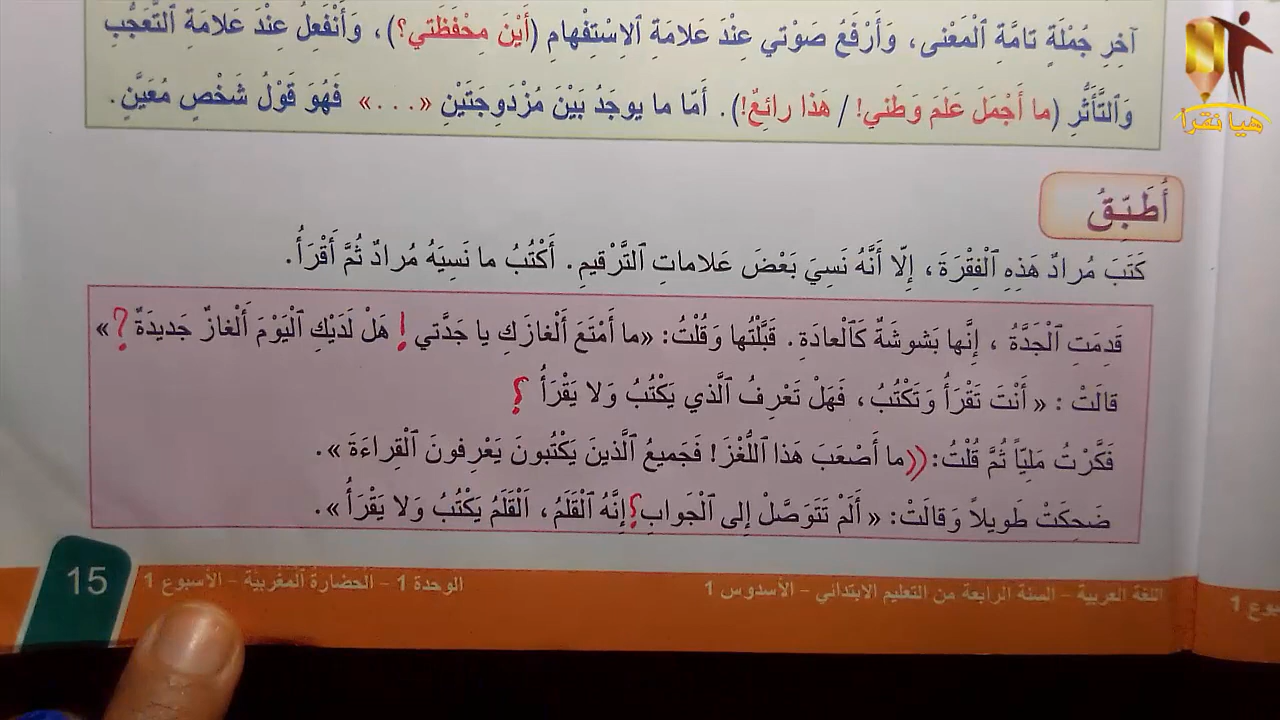 آخِرِ جُمْلَةٍ تامَّةِ ٱلْمَعْنى، وَأَرْفَعُ صَوْتي عِنْدَ عَلامَةِ ٱلِاسْتِفْهامِ (أَيْنَ مِحْفَظَتي؟)، وَأَنْفَعِلُ عِنْدَ عَلامَةِ ٱلتَّعَجُّبِ
وَٱلتَّأَثُّرِ (ما أَجْمَلَ عَلَمَ وَطَني! / هَذا رائِعٌ!). أَمّا ما يوجَدُ بَيْنَ مُزْدَوِجَتَيْنِ «...» فَهُوَ قَوْلُ شَخْصٍ مُعَيَّنٍ.
هيا نقرأ
أُطَبِّقُ
كَتَبَ مُرادٌ هَذِهِ ٱلْفِقْرَةَ، إِلّا أَنَّهُ نَسِيَ بَعْضَ عَلاماتِ ٱلتَّرْقيمِ. أَكْتُبُ ما نَسِيَهُ مُرادٌ ثُمَّ أَقْرَأُ.
قَدِمَتِ ٱلْجَدَّةُ ، إِنَّها بَشوشَةٌ كَٱلْعادَةِ. قَبَّلْتُها وَقُلْتُ: «ما أَمْتَعَ أَلْغازَكِ يا جَدَّتي ! هَلْ لَدَيْكِ ٱلْيَوْمَ أَلْغازٌ جَديدَةٌ ؟ »
قالَتْ : « أَنْتَ تَقْرَأُ وَتَكْتُبُ، فَهَلْ تَعْرِفُ ٱلَّذي يَكْتُبُ وَلا يَقْرَأُ ؟
فَكَّرْتُ مَلِيّاً ثُمَّ قُلْتُ: «ما أَصْعَبَ هَذا ٱللُّغْزَ! فَجَميعُ ٱلَّذينَ يَكْتُبونَ يَعْرِفونَ ٱلْقِراءَةَ ».
ضَحِكَتْ طَويلاً وَقالَتْ: « أَلَمْ تَتَوَصَّلْ إِلى ٱلْجَوابِ؟ إِنَّهُ ٱلْقَلَمُ، اَلْقَلَمُ يَكْتُبُ وَلا يَقْرَأُ ».
اللغة العربية - السنة الرابعة من التعليم الابتدائي - الأسدوس 1
الوحدة 1 - الحضارة المغربية - الأسبوع 1
15